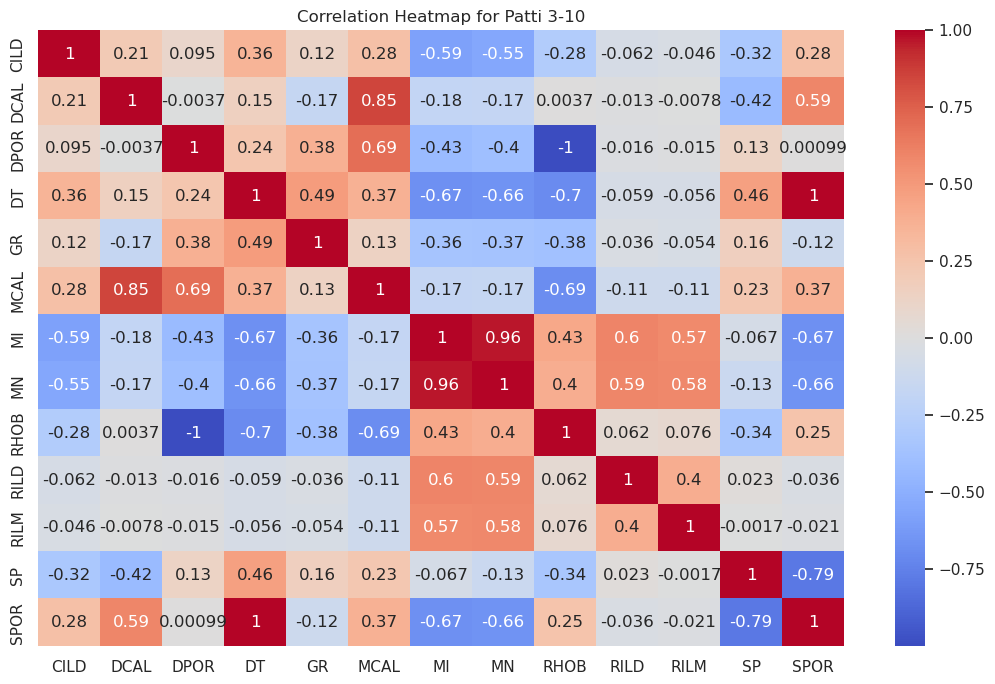 Correlation Heatmap for Patti 3-10
CILD 1 0.21 0.095 0.36 0.12 0.28 -0.59 -0.55 -0.28 -0.062 -0.046 -0.32 0.28
DCAL 0.21 1 -0.0037 0.15 -0.17 0.85 -0.18 -0.17 0.0037 -0.013 -0.0078 -0.42 0.59
DPOR 0.095 -0.0037 1 0.24 0.38 0.69 -0.43 -0.4 -1 -0.016 -0.015 0.13 0.00099
DT 0.36 0.15 0.24 1 0.49 0.37 -0.67 -0.66 -0.7 -0.059 -0.056 0.46 1
GR 0.12 -0.17 0.38 0.49 1 0.13 -0.36 -0.37 -0.38 -0.036 -0.054 0.16 -0.12
MCAL 0.28 0.85 0.69 0.37 0.13 1 -0.17 -0.17 -0.69 -0.11 -0.11 0.23 0.37
MI -0.59 -0.18 -0.43 -0.67 -0.36 -0.17 1 0.96 0.43 0.6 0.57 -0.067 -0.67
MN -0.55 -0.17 -0.4 -0.66 -0.37 -0.17 0.96 1 0.4 0.59 0.58 -0.13 -0.66
RHOB -0.28 0.0037 -1 -0.7 -0.38 -0.69 0.43 0.4 1 0.062 0.076 -0.34 0.25
RILD -0.062 -0.013 -0.016 -0.059 -0.036 -0.11 0.6 0.59 0.062 1 0.4 0.023 -0.036
RILM -0.046 -0.0078 -0.015 -0.056 -0.054 -0.11 0.57 0.58 0.076 0.4 1 -0.0017 -0.021
SP -0.32 -0.42 0.13 0.46 0.16 0.23 -0.067 -0.13 -0.34 0.023 -0.0017 1 -0.79
SPOR 0.28 0.59 0.00099 1 -0.12 0.37 -0.67 -0.66 0.25 -0.036 -0.021 -0.79 1
CILD DCAL DPOR DT GR MCAL MI MN RHOB RILD RILM SP SPOR
1.00
0.75
0.50
0.25
0.00
−0.25
−0.50
−0.75